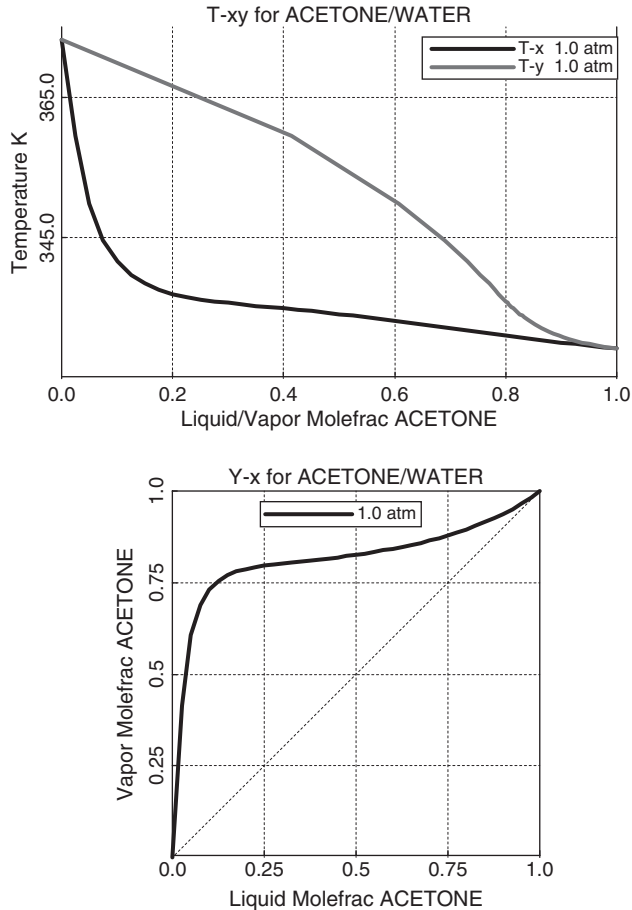 T-xy for ACETONE/WATER
T-x 1.0 atm
T-y 1.0 atm
Temperature K
365.0
345.0
0.0 0.2 0.4 0.6 0.8 1.0
Liquid/Vapor Molefrac ACETONE
Y-x for ACETONE/WATER
1.0 atm
Vapor Molefrac ACETONE
1.0
0.75
0.5
0.25
0.0 0.25 0.5 0.75 1.0
Liquid Molefrac ACETONE